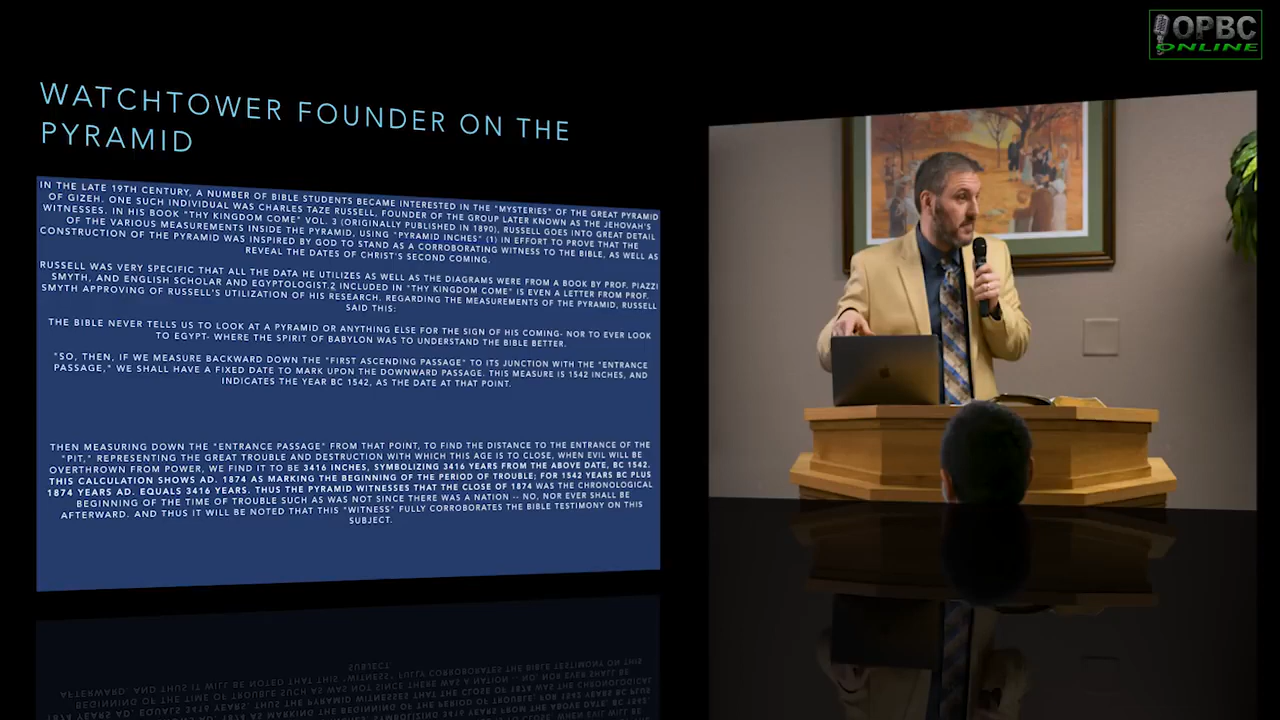 OPBC
ONLINE
WATCHTOWER FOUNDER ON THE
PYRAMID
IN THE LATE 19TH CENTURY, A NUMBER OF BIBLE STUDENTS BECAME INTERESTED IN THE "MYSTERIES" OF THE GREAT PYRAMID
OF GIZEH. ONE SUCH INDIVIDUAL WAS CHARLES TAZE RUSSELL, FOUNDER OF THE GROUP LATER KNOWN AS THE JEHOVAH'S
WITNESSES. IN HIS BOOK "THY KINGDOM COME" VOL. 3 (ORIGINALLY PUBLISHED IN 1890), RUSSELL GOES INTO GREAT DETAIL
OF THE VARIOUS MEASUREMENTS INSIDE THE PYRAMID, USING "PYRAMID INCHES" (1) IN EFFORT TO PROVE THAT THE
CONSTRUCTION OF THE PYRAMID WAS INSPIRED BY GOD TO STAND AS A CORROBORATING WITNESS TO THE BIBLE, AS WELL AS
REVEAL THE DATES OF CHRIST'S SECOND COMING.
RUSSELL WAS VERY SPECIFIC THAT ALL THE DATA HE UTILIZES AS WELL AS THE DIAGRAMS WERE FROM A BOOK BY PROF. PIAZZI
SMYTH, AND ENGLISH SCHOLAR AND EGYPTOLOGIST.2 INCLUDED IN "THY KINGDOM COME" IS EVEN A LETTER FROM PROF.
SMYTH APPROVING OF RUSSELL'S UTILIZATION OF HIS RESEARCH. REGARDING THE MEASUREMENTS OF THE PYRAMID, RUSSELL
SAID THIS:
THE BIBLE NEVER TELLS US TO LOOK AT A PYRAMID OR ANYTHING ELSE FOR THE SIGN OF HIS COMING- NOR TO EVER LOOK
TO EGYPT- WHERE THE SPIRIT OF BABYLON WAS TO UNDERSTAND THE BIBLE BETTER.
"SO, THEN, IF WE MEASURE BACKWARD DOWN THE "FIRST ASCENDING PASSAGE" TO ITS JUNCTION WITH THE "ENTRANCE
PASSAGE," WE SHALL HAVE A FIXED DATE TO MARK UPON THE DOWNWARD PASSAGE. THIS MEASURE IS 1542 INCHES, AND
INDICATES THE YEAR BC 1542, AS THE DATE AT THAT POINT.
THEN MEASURING DOWN THE "ENTRANCE PASSAGE" FROM THAT POINT, TO FIND THE DISTANCE TO THE ENTRANCE OF THE
"PIT," REPRESENTING THE GREAT TROUBLE AND DESTRUCTION WITH WHICH THIS AGE IS TO CLOSE, WHEN EVIL WILL BE
OVERTHROWN FROM POWER, WE FIND IT TO BE 3416 INCHES, SYMBOLIZING 3416 YEARS FROM THE ABOVE DATE, BC 1542.
THIS CALCULATION SHOWS AD. 1874 AS MARKING THE BEGINNING OF THE PERIOD OF TROUBLE; FOR 1542 YEARS BC PLUS
1874 YEARS AD. EQUALS 3416 YEARS. THUS THE PYRAMID WITNESSES THAT THE CLOSE OF 1874 WAS THE CHRONOLOGICAL
BEGINNING OF THE TIME OF TROUBLE SUCH AS WAS NOT SINCE THERE WAS A NATION -- NO, NOR EVER SHALL BE
AFTERWARD. AND THUS IT WILL BE NOTED THAT THIS "WITNESS" FULLY CORROBORATES THE BIBLE TESTIMONY ON THIS
SUBJECT.